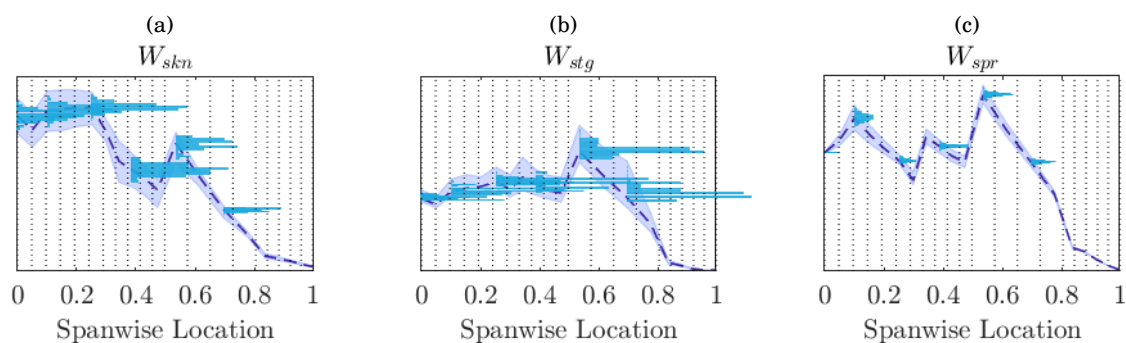 (a) (b) (c)
W_skn W_stg W_spr
0 0.2 0.4 0.6 0.8 1 0 0.2 0.4 0.6 0.8 1 0 0.2 0.4 0.6 0.8 1
Spanwise Location Spanwise Location Spanwise Location